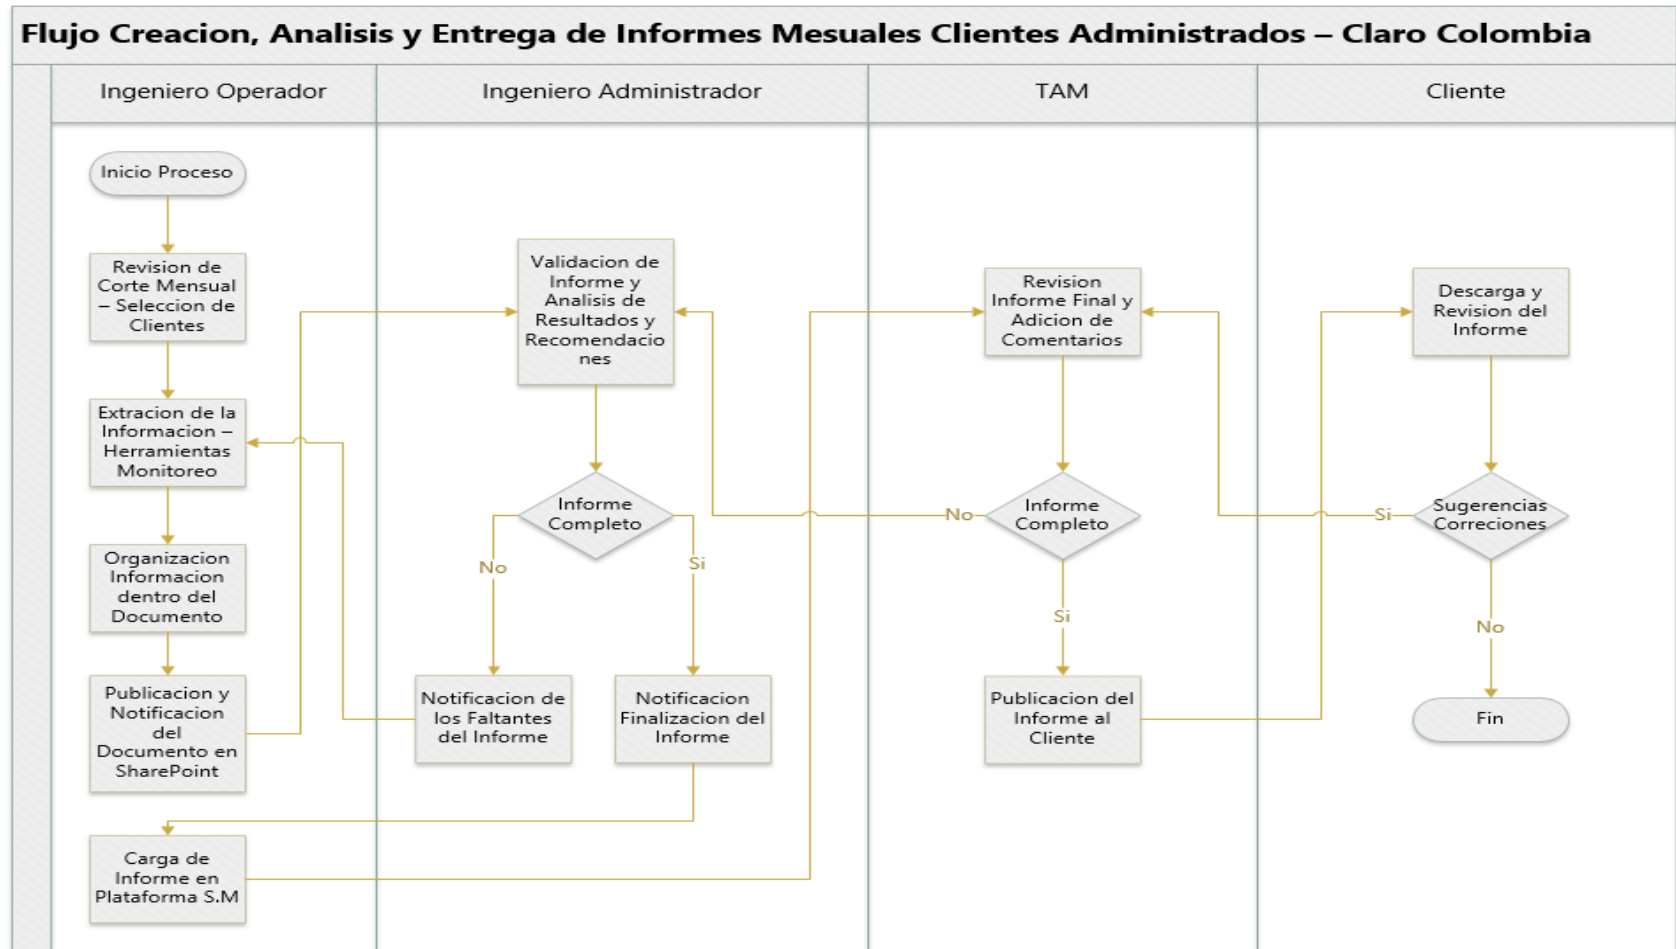 Flujo Creacion, Analisis y Entrega de Informes Mesuales Clientes Administrados – Claro Colombia
Ingeniero Operador
Ingeniero Administrador
TAM
Cliente
Inicio Proceso
Revision de
Corte Mensual
– Seleccion de
Clientes
Extracion de la
Informacion –
Herramientas
Monitoreo
Organizacion
Informacion
dentro del
Documento
Publicacion y
Notificacion
del
Documento en
SharePoint
Carga de
Informe en
Plataforma S.M
Validacion de
Informe y
Analisis de
Resultados y
Recomendacio
nes
Informe
Completo
No
Si
Notificacion de
los Faltantes
del Informe
Notificacion
Finalizacion del
Informe
Revision
Informe Final y
Adicion de
Comentarios
Informe
Completo
No
Si
Publicacion del
Informe al
Cliente
Descarga y
Revision del
Informe
Sugerencias
Correciones
Si
No
Fin